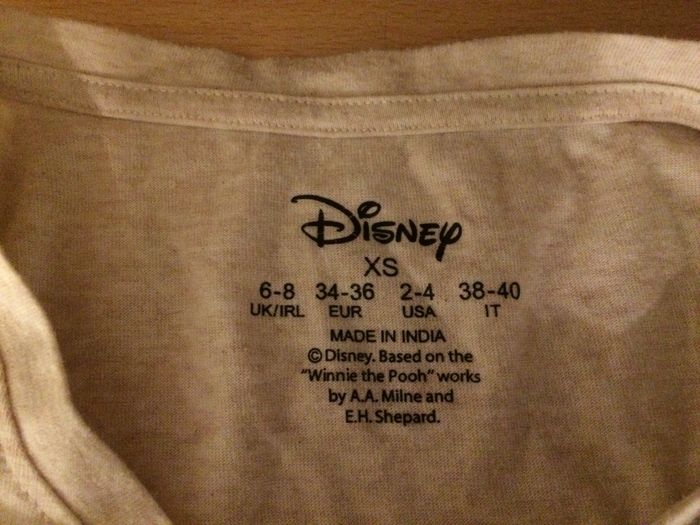 Disney
XS
6-8 34-36 2-4 38-40
UK/IRL EUR USA IT
MADE IN INDIA
©Disney. Based on the
"Winnie the Pooh" works
by A.A. Milne and
E.H. Shepard.